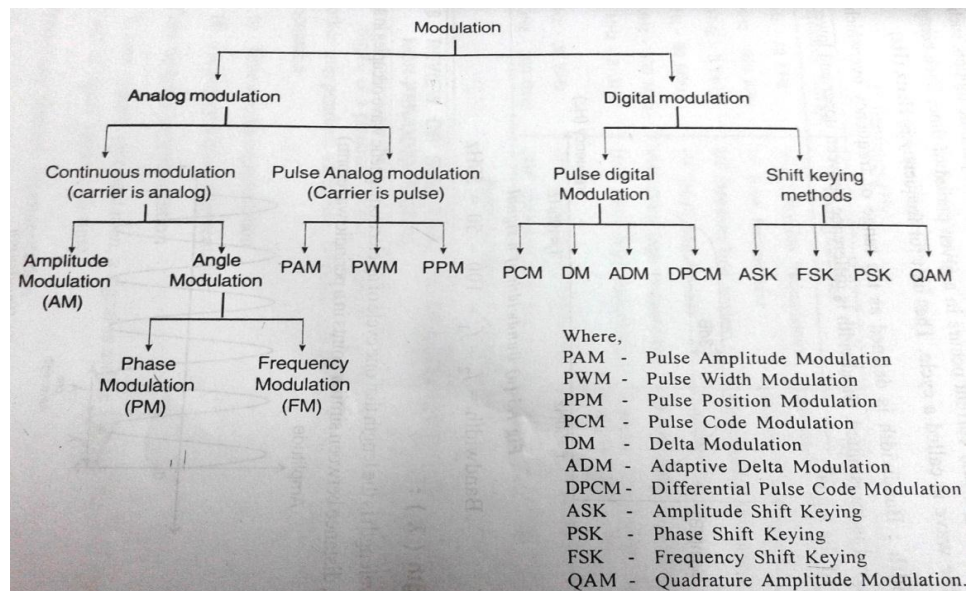 Modulation
Analog modulation
Digital modulation
Continuous modulation
(carrier is analog)
Pulse Analog modulation
(Carrier is pulse)
Pulse digital
Modulation
Shift keying
methods
Amplitude
Modulation
(AM)
Angle
Modulation
PAM PWM PPM
PCM DM ADM DPCM ASK FSK PSK QAM
Phase
Modulation
(PM)
Frequency
Modulation
(FM)
Where,
PAM - Pulse Amplitude Modulation
PWM - Pulse Width Modulation
PPM - Pulse Position Modulation
PCM - Pulse Code Modulation
DM - Delta Modulation
ADM - Adaptive Delta Modulation
DPCM - Differential Pulse Code Modulation
ASK - Amplitude Shift Keying
PSK - Phase Shift Keying
FSK - Frequency Shift Keying
QAM - Quadrature Amplitude Modulation.